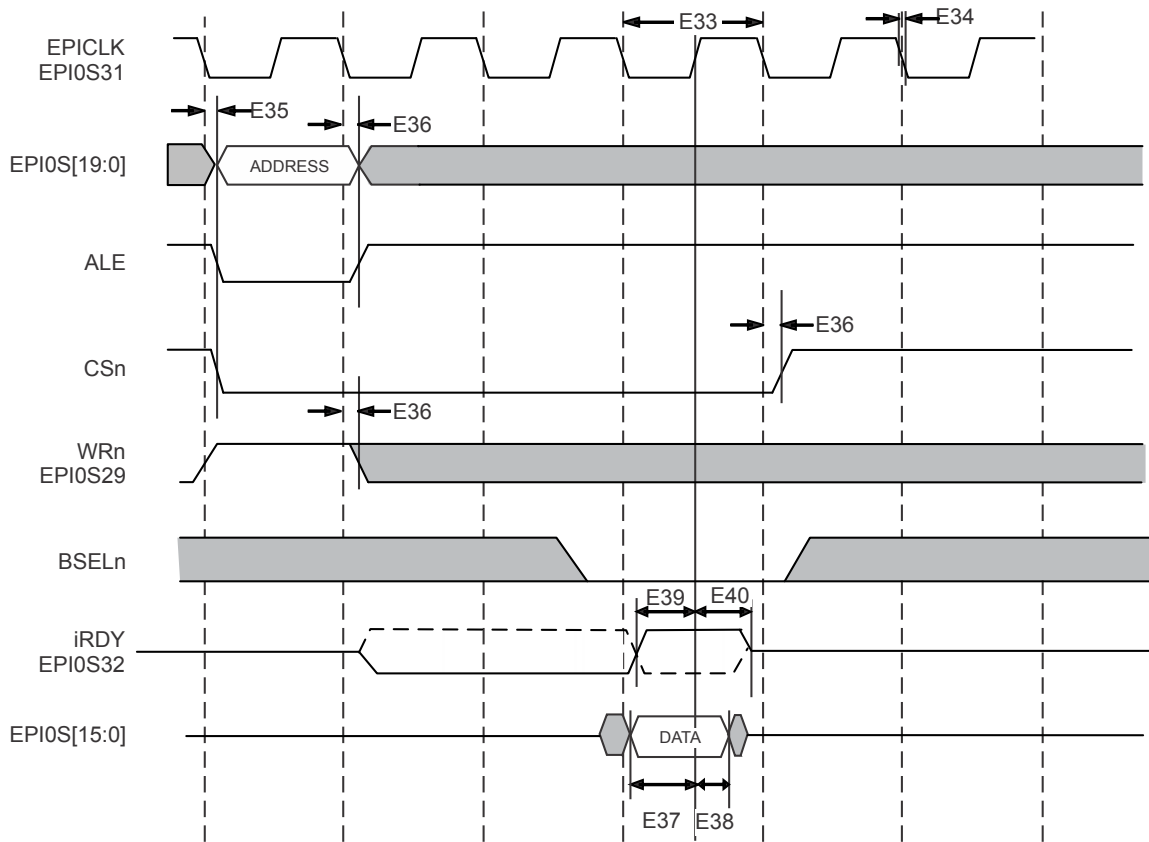 E33
E34
EPICLK
EPI0S31
E35
E36
EPI0S[19:0]
ADDRESS
ALE
E36
CSn
E36
WRn
EPI0S29
BSELn
E39
E40
iRDY
EPI0S32
EPI0S[15:0]
DATA
E37
E38